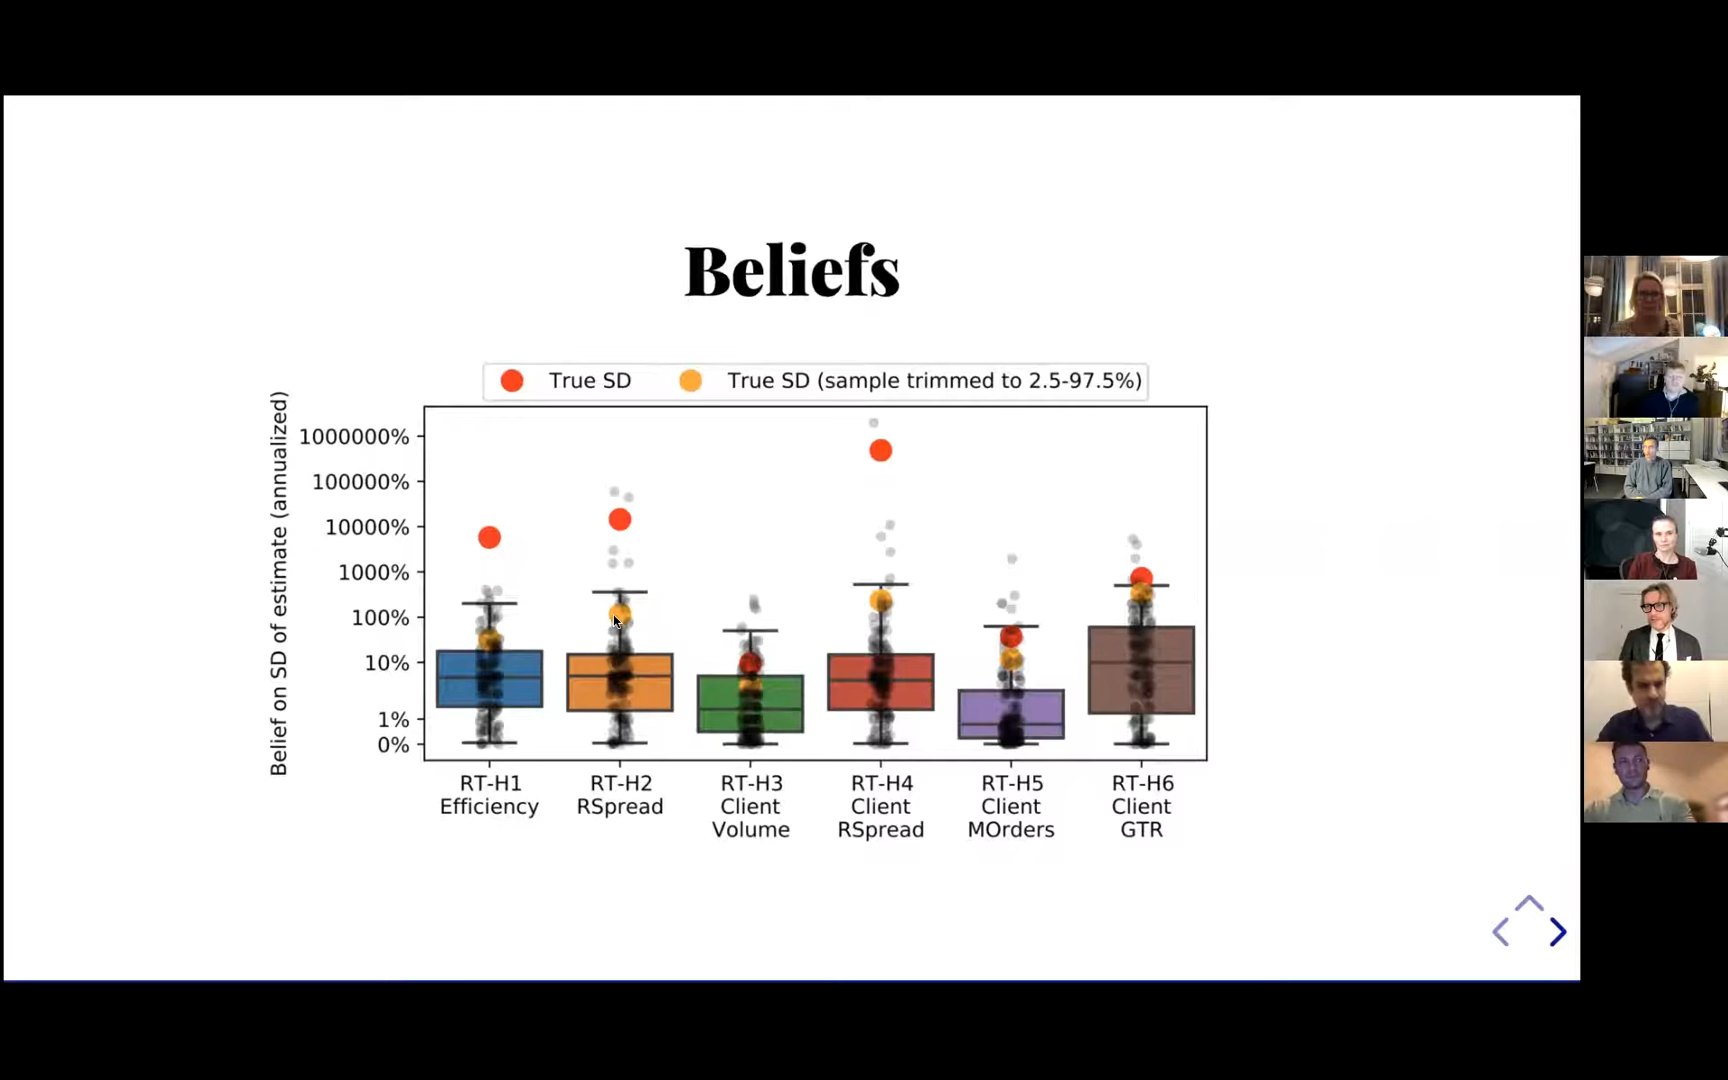 Beliefs
True SD
True SD (sample trimmed to 2.5-97.5%)
Belief on SD of estimate (annualized)
1000000%
100000%
10000%
1000%
100%
10%
1%
0%
RT-H1
Efficiency
RT-H2
RSpread
RT-H3
Client
Volume
RT-H4
Client
RSpread
RT-H5
Client
MOrders
RT-H6
Client
GTR